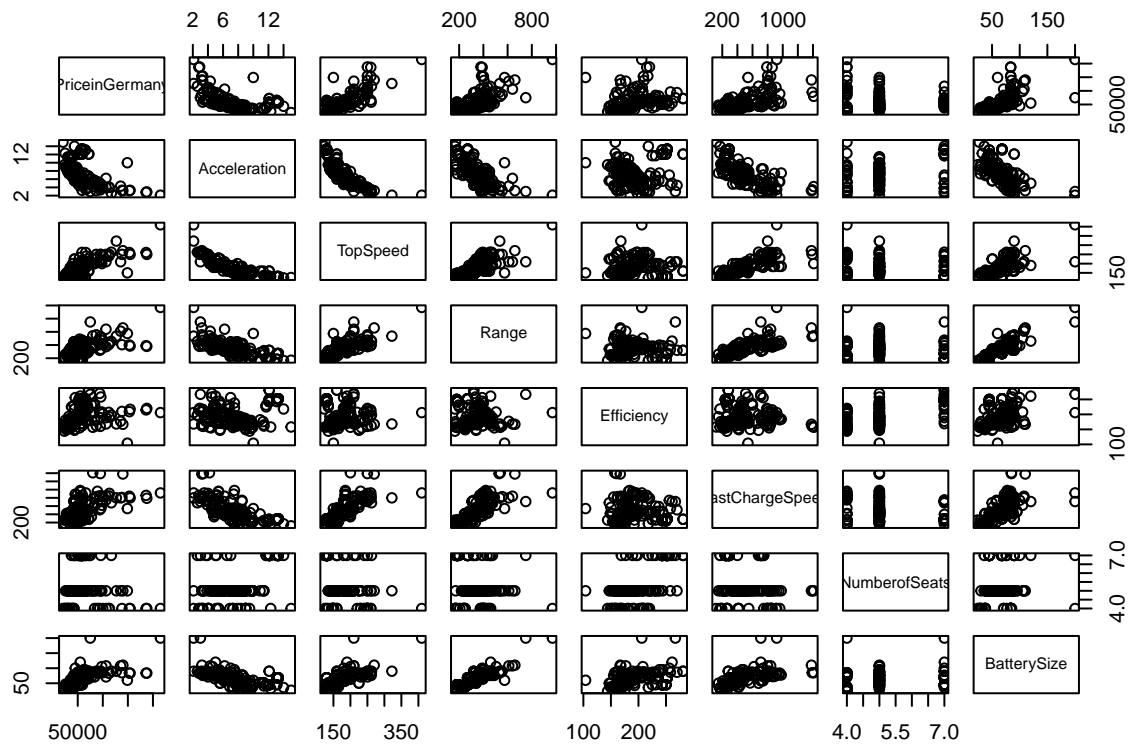 2 6 12 200 800 200 1000 50 150
PriceinGermany
50000
12
2
Acceleration
TopSpeed
150
200
Range
Efficiency
100
200
astChargeSpee
NumberofSeats
7.0
4.0
50
BatterySize
50000 150 350 100 200 4.0 5.5 7.0